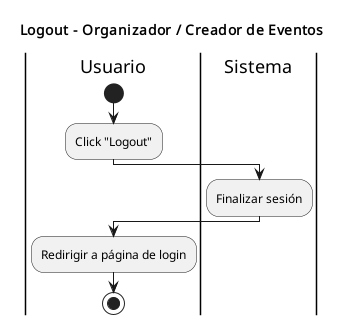 Logout - Organizador / Creador de Eventos
Usuario
Sistema
Click "Logout"
Finalizar sesión
Redirigir a página de login